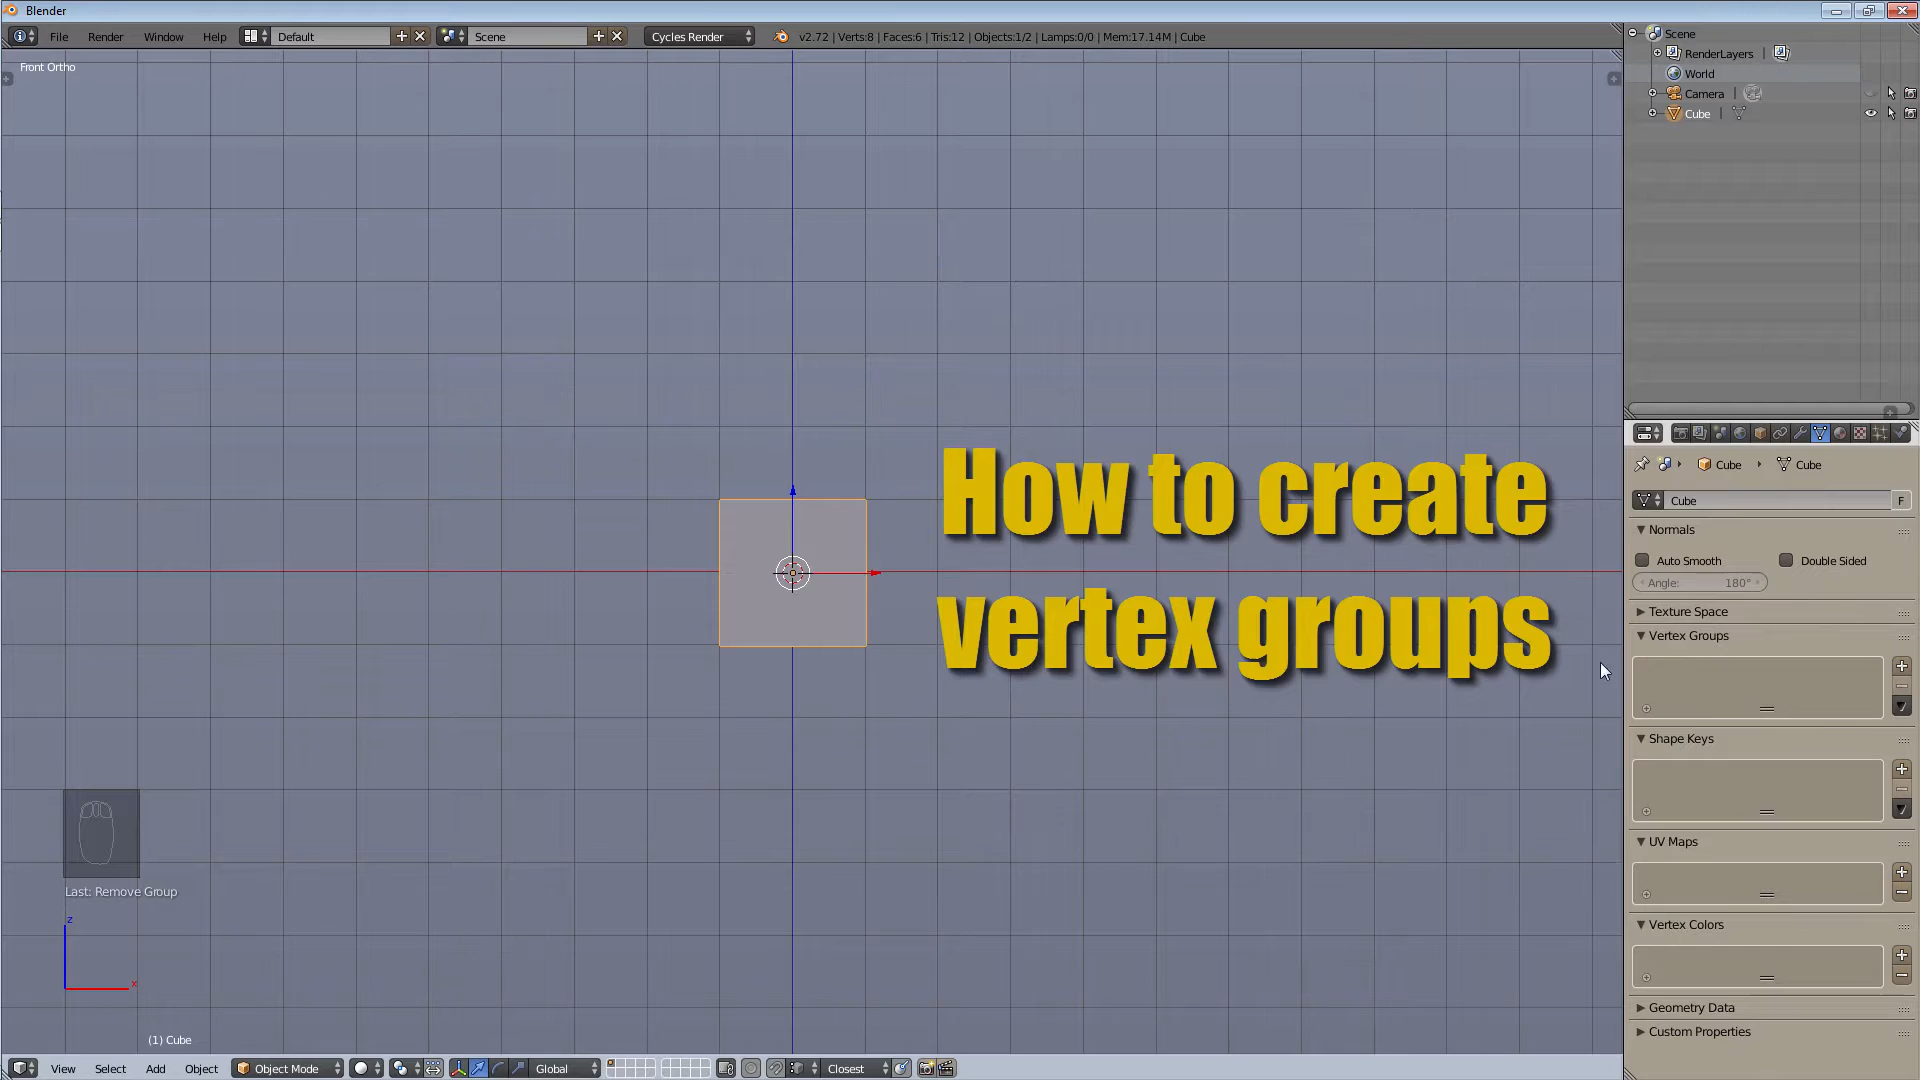 Blender
File Render Window Help Default Scene Cycles Render v2.72 | Verts:8 | Faces:6 | Tris:12 | Objects:1/2 | Lamps:0/0 | Mem:17.14M | Cube
Front Ortho
Scene
RenderLayers
World
Camera
Cube
Cube Cube
Cube F
Normals
Auto Smooth Double Sided
Angle: 180°
Texture Space
Vertex Groups
Shape Keys
UV Maps
Vertex Colors
Geometry Data
Custom Properties
How to create
vertex groups
Last: Remove Group
z
x
(1) Cube
View Select Add Object Object Mode Global Closest